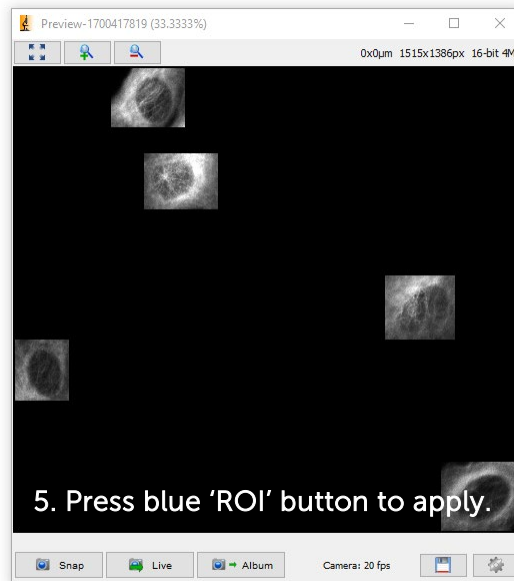 Preview-1700417819 (33.3333%)
0x0µm 1515x1386px 16-bit 4M
5. Press blue ‘ROI’ button to apply.
Snap
Live
Album
Camera: 20 fps